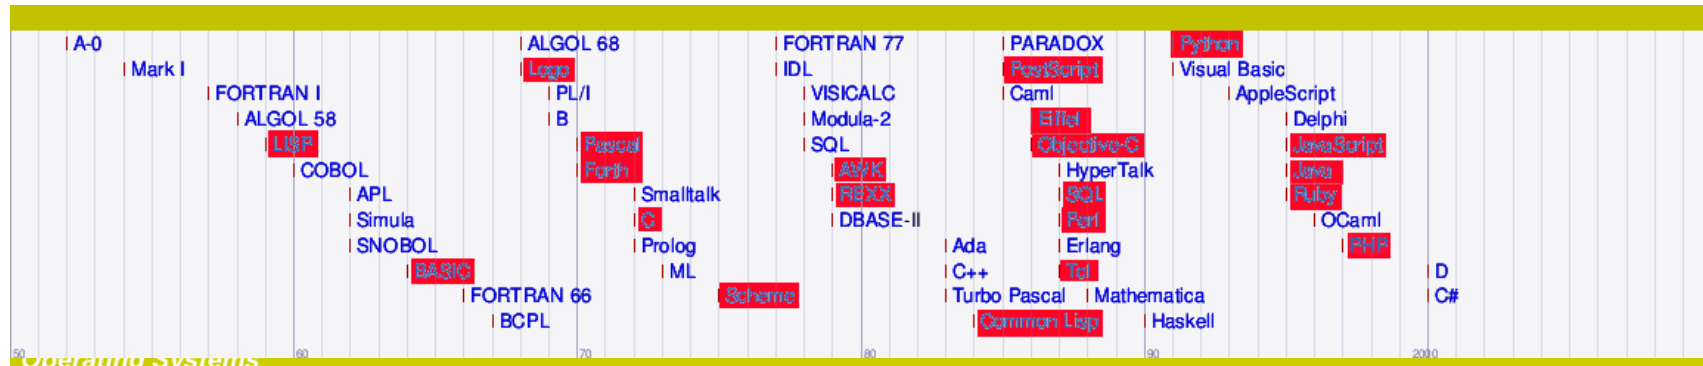 A-0 ALGOL 68 FORTRAN 77 PARADOX Python
Mark I Logo IDL PostScript Visual Basic
FORTRAN I PL/I VISICALC Caml AppleScript
ALGOL 58 B Modula-2 Eiffel Delphi
LISP Pascal SQL Objective-C JavaScript
COBOL Forth AWK HyperTalk Java
APL Smalltalk REXX SQL Ruby
Simula C DBASE-II Perl OCaml
SNOBOL Prolog Ada Erlang PHP
BASIC ML C++ Tcl D
FORTRAN 66 Scheme Turbo Pascal Mathematica C#
BCPL Common Lisp Haskell
50 60 70 80 90 2000
Operating Systems